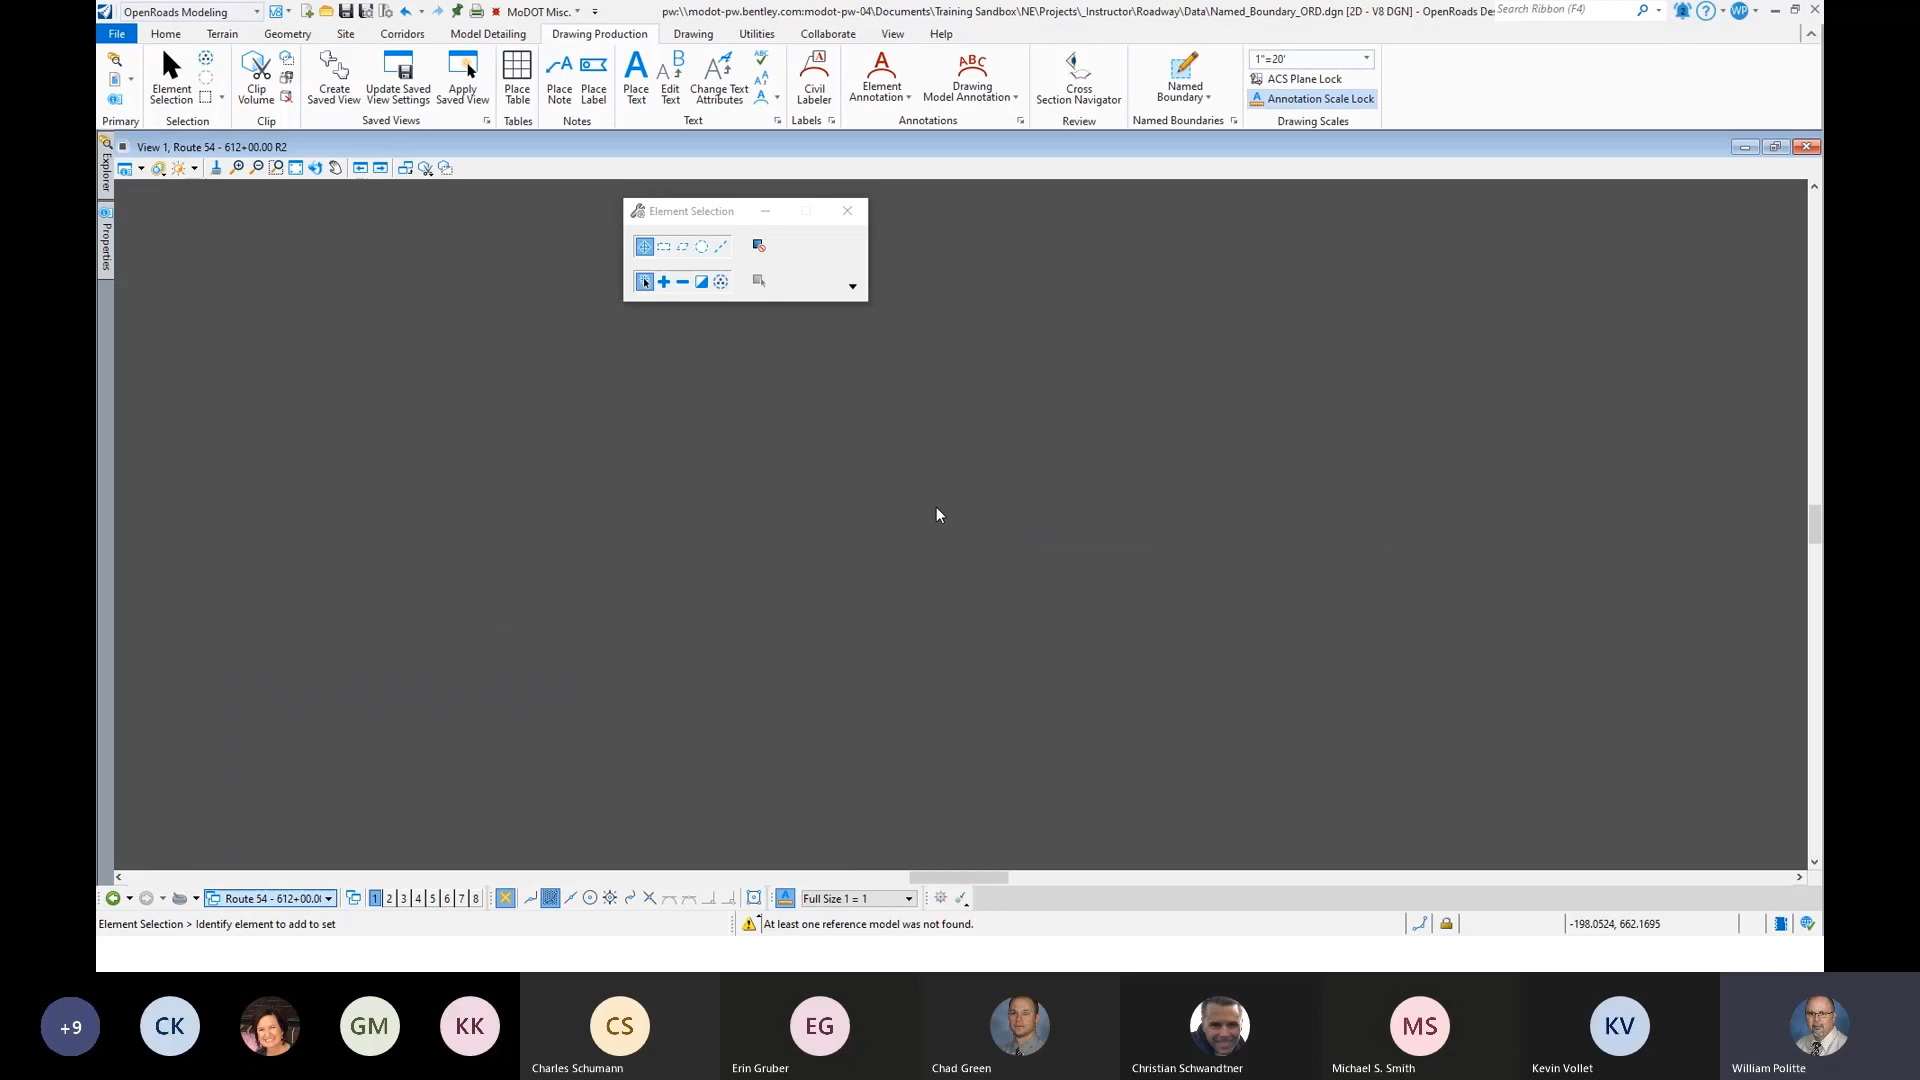 OpenRoads Modeling
MoDOT Misc.
pw:\\modot-pw.bentley.com:modot-pw-04\Documents\Training Sandbox\NE\Projects\_Instructor\Roadway\Data\Named_Boundary_ORD.dgn [2D - V8 DGN] - OpenRoads De:
Search Ribbon (F4)
WP
File
Home
Terrain
Geometry
Site
Corridors
Model Detailing
Drawing Production
Drawing
Utilities
Collaborate
View
Help
Element Selection
Clip Volume
Create Saved View
Update Saved View Settings
Apply Saved View
Place Table
Place Note
Place Label
Place Text
Edit Text
Change Text Attributes
Civil Labeler
Element Annotation
Drawing Model Annotation
Cross Section Navigator
Named Boundary
1"=20'
ACS Plane Lock
Annotation Scale Lock
Primary
Selection
Clip
Saved Views
Tables
Notes
Text
Labels
Annotations
Review
Named Boundaries
Drawing Scales
View 1, Route 54 - 612+00.00 R2
Explorer
Properties
Element Selection
Route 54 - 612+00.0(
1 2 3 4 5 6 7 8
Full Size 1 = 1
Element Selection > Identify element to add to set
At least one reference model was not found.
-198.0524, 662.1695
+9
CK
GM
KK
CS
EG
MS
KV
Charles Schumann
Erin Gruber
Chad Green
Christian Schwandtner
Michael S. Smith
Kevin Vollet
William Politte